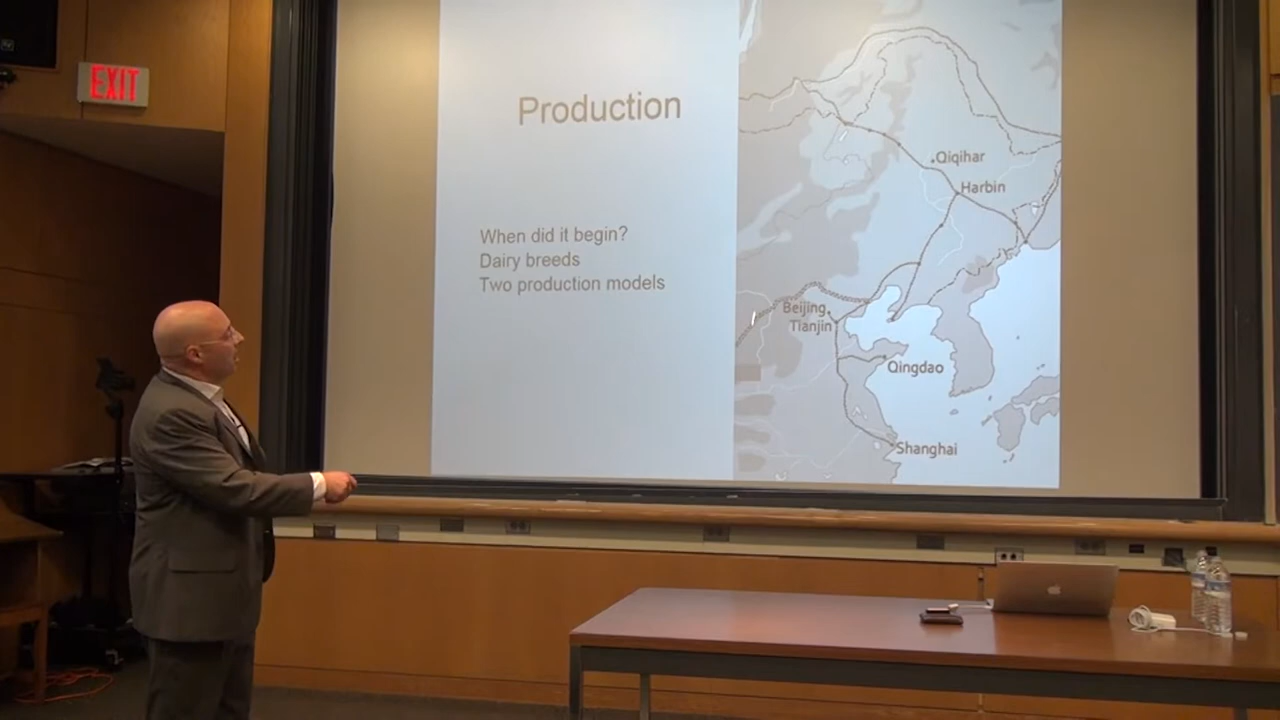 EXIT
Production
When did it begin?
Dairy breeds
Two production models
Qiqihar
Harbin
Beijing
Tianjin
Qingdao
Shanghai